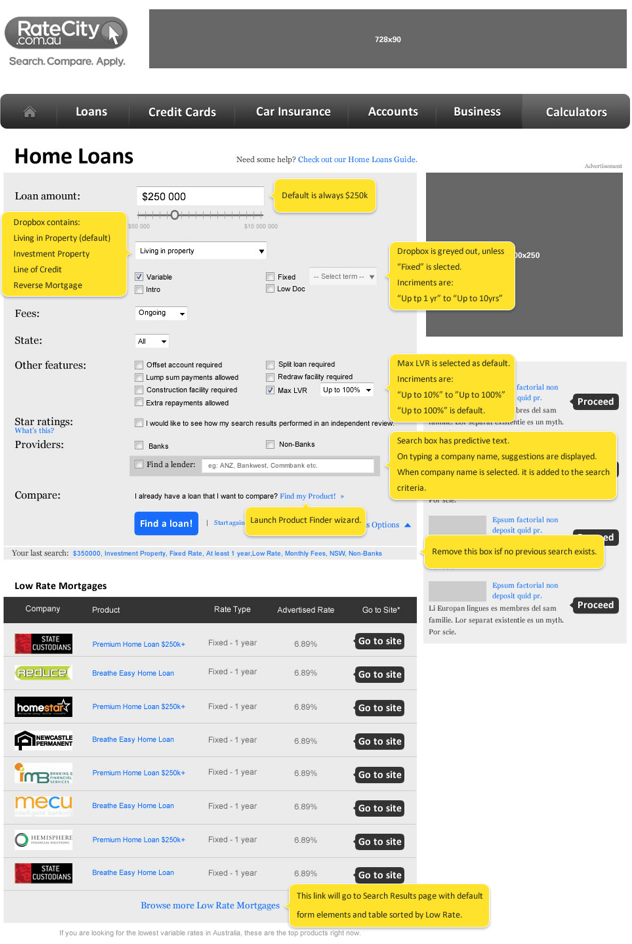 RateCity
.com.au
Search. Compare. Apply.
728x90
Loans
Credit Cards
Car Insurance
Accounts
Business
Calculators
Home Loans
Need some help? Check out our Home Loans Guide.
Advertisement
Loan amount:
$250 000
Default is always $250k
$50 000
$10 000 000
Dropbox contains:
Living in Property (default)
Investment Property
Line of Credit
Reverse Mortgage
Living in property
Variable
Fixed
-- Select term --
Intro
Low Doc
Dropbox is greyed out, unless
"Fixed" is slected.
Incriments are:
"Up tp 1 yr" to "Up to 10yrs"
00x250
Fees:
Ongoing
State:
All
Other features:
Offset account required
Split loan required
Lump sum payments allowed
Redraw facility required
Construction facility required
Max LVR
Up to 100%
Extra repayments allowed
Max LVR is selected as default.
Incriments are:
"Up to 10%" to "Up to 100%"
"Up to 100%" is default.
factorial non
quid pr.
Proceed
membres del sam
familie. Lor separat existentie es un myth.
Star ratings:
What's this?
I would like to see how my search results performed in an independent review.
Providers:
Banks
Non-Banks
Find a lender:
eg: ANZ, Bankwest, Commbank etc.
Search box has predictive text.
On typing a company name, suggestions are displayed.
When company name is selected. it is added to the search
criteria.
Por scie.
Compare:
I already have a loan that I want to compare? Find my Product! »
Find a loan!
| Start again
Launch Product Finder wizard.
s Options
Epsum factorial non
deposit quid pr.
Proceed
Your last search: $350000, Investment Property, Fixed Rate, At least 1 year,Low Rate, Monthly Fees, NSW, Non-Banks
Remove this box isf no previous search exists.
Epsum factorial non
deposit quid pr.
Proceed
Li Europan lingues es membres del sam
familie. Lor separat existentie es un myth.
Por scie.
Low Rate Mortgages
Company
Product
Rate Type
Advertised Rate
Go to Site*
STATE CUSTODIANS
Premium Home Loan $250k+
Fixed - 1 year
6.89%
Go to site
REDUCE
Breathe Easy Home Loan
Fixed - 1 year
6.89%
Go to site
homestar
Premium Home Loan $250k+
Fixed - 1 year
6.89%
Go to site
NEWCASTLE PERMANENT
Breathe Easy Home Loan
Fixed - 1 year
6.89%
Go to site
imb BANKING & FINANCIAL SERVICES
Premium Home Loan $250k+
Fixed - 1 year
6.89%
Go to site
mecu
Breathe Easy Home Loan
Fixed - 1 year
6.89%
Go to site
HEMISPHERE
Premium Home Loan $250k+
Fixed - 1 year
6.89%
Go to site
STATE CUSTODIANS
Breathe Easy Home Loan
Fixed - 1 year
6.89%
Go to site
Browse more Low Rate Mortgages
This link will go to Search Results page with default
form elements and table sorted by Low Rate.
If you are looking for the lowest variable rates in Australia, these are the top products right now.